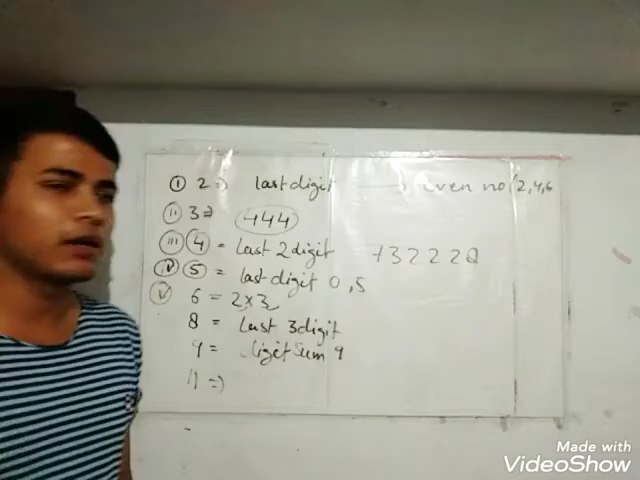 ① 2 ⇒ last digit → even no 2,4,6
ii 3 ⇒ 444
iii 4 = last 2 digit 732220
iv 5 = last digit 0,5
v 6 = 2×3
8 = last 3 digit
9 = digit sum 9
11 ⇒
Made with
VideoShow